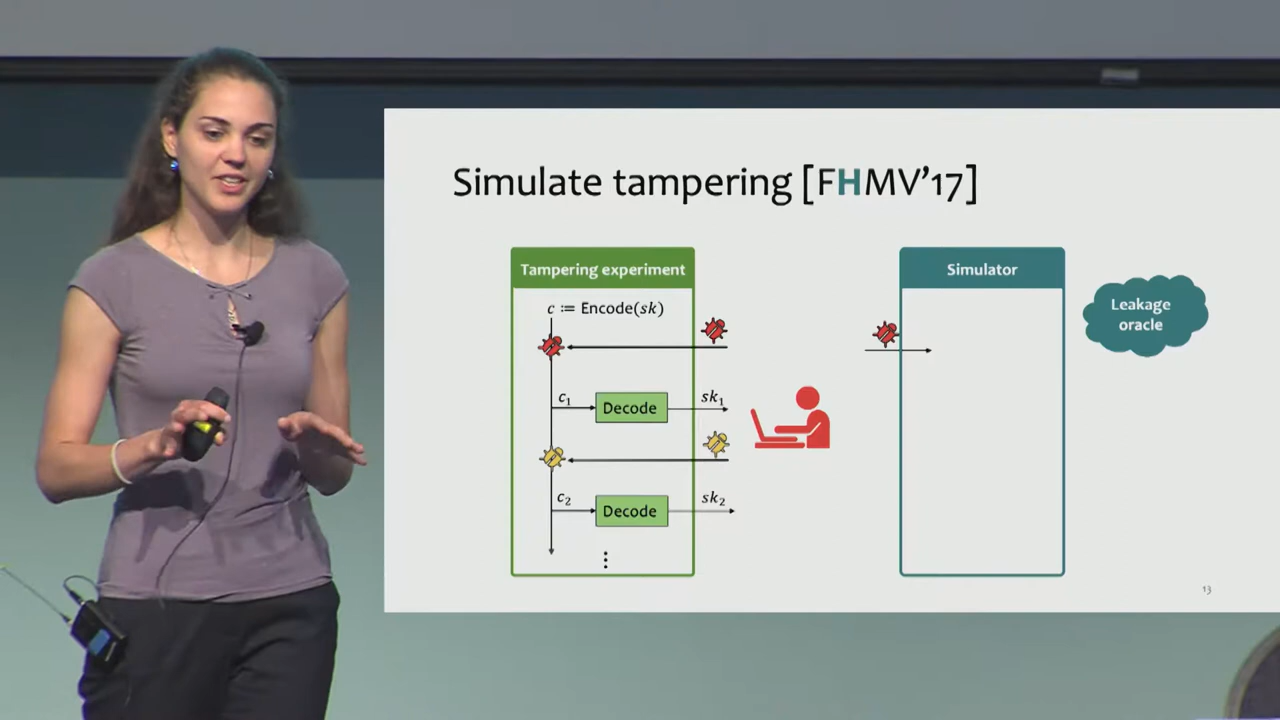 Simulate tampering [FHMV'17]
Tampering experiment
c := Encode(sk)
c₁
Decode
sk₁
c₂
Decode
sk₂
⋮
Simulator
Leakage
oracle
13